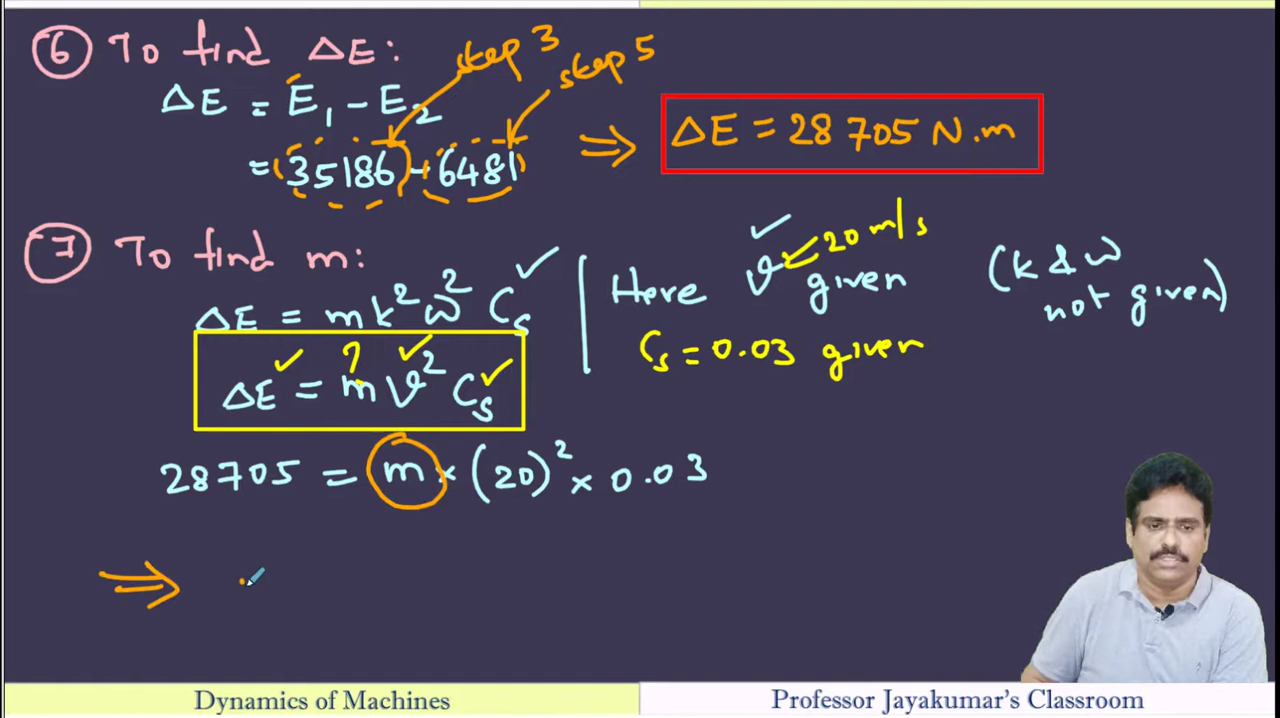 ⑥ To find ΔE:
step 3
step 5
ΔE = E₁ - E₂
= 35186 - 6481
⇒ ΔE = 28705 N.m
⑦ To find m:
ΔE = mk²ω² Cₛ ✓
ΔE ✓ = m ? v² ✓ Cₛ ✓
Here v ✓ 20 m/s given
(k & ω not given)
Cₛ = 0.03 given
28705 = m × (20)² × 0.03
⇒
Dynamics of Machines
Professor Jayakumar's Classroom